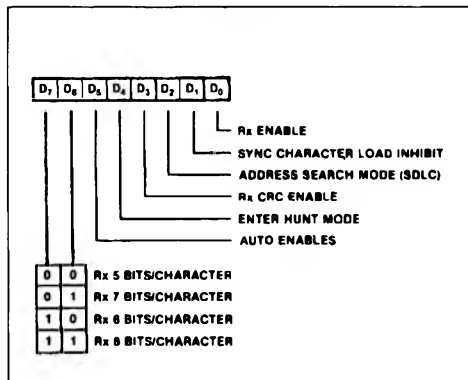 D7 D6 D5 D4 D3 D2 D1 D0
Rx ENABLE
SYNC CHARACTER LOAD INHIBIT
ADDRESS SEARCH MODE (SDLC)
Rx CRC ENABLE
ENTER HUNT MODE
AUTO ENABLES
0 0 Rx 5 BITS/CHARACTER
0 1 Rx 7 BITS/CHARACTER
1 0 Rx 6 BITS/CHARACTER
1 1 Rx 8 BITS/CHARACTER